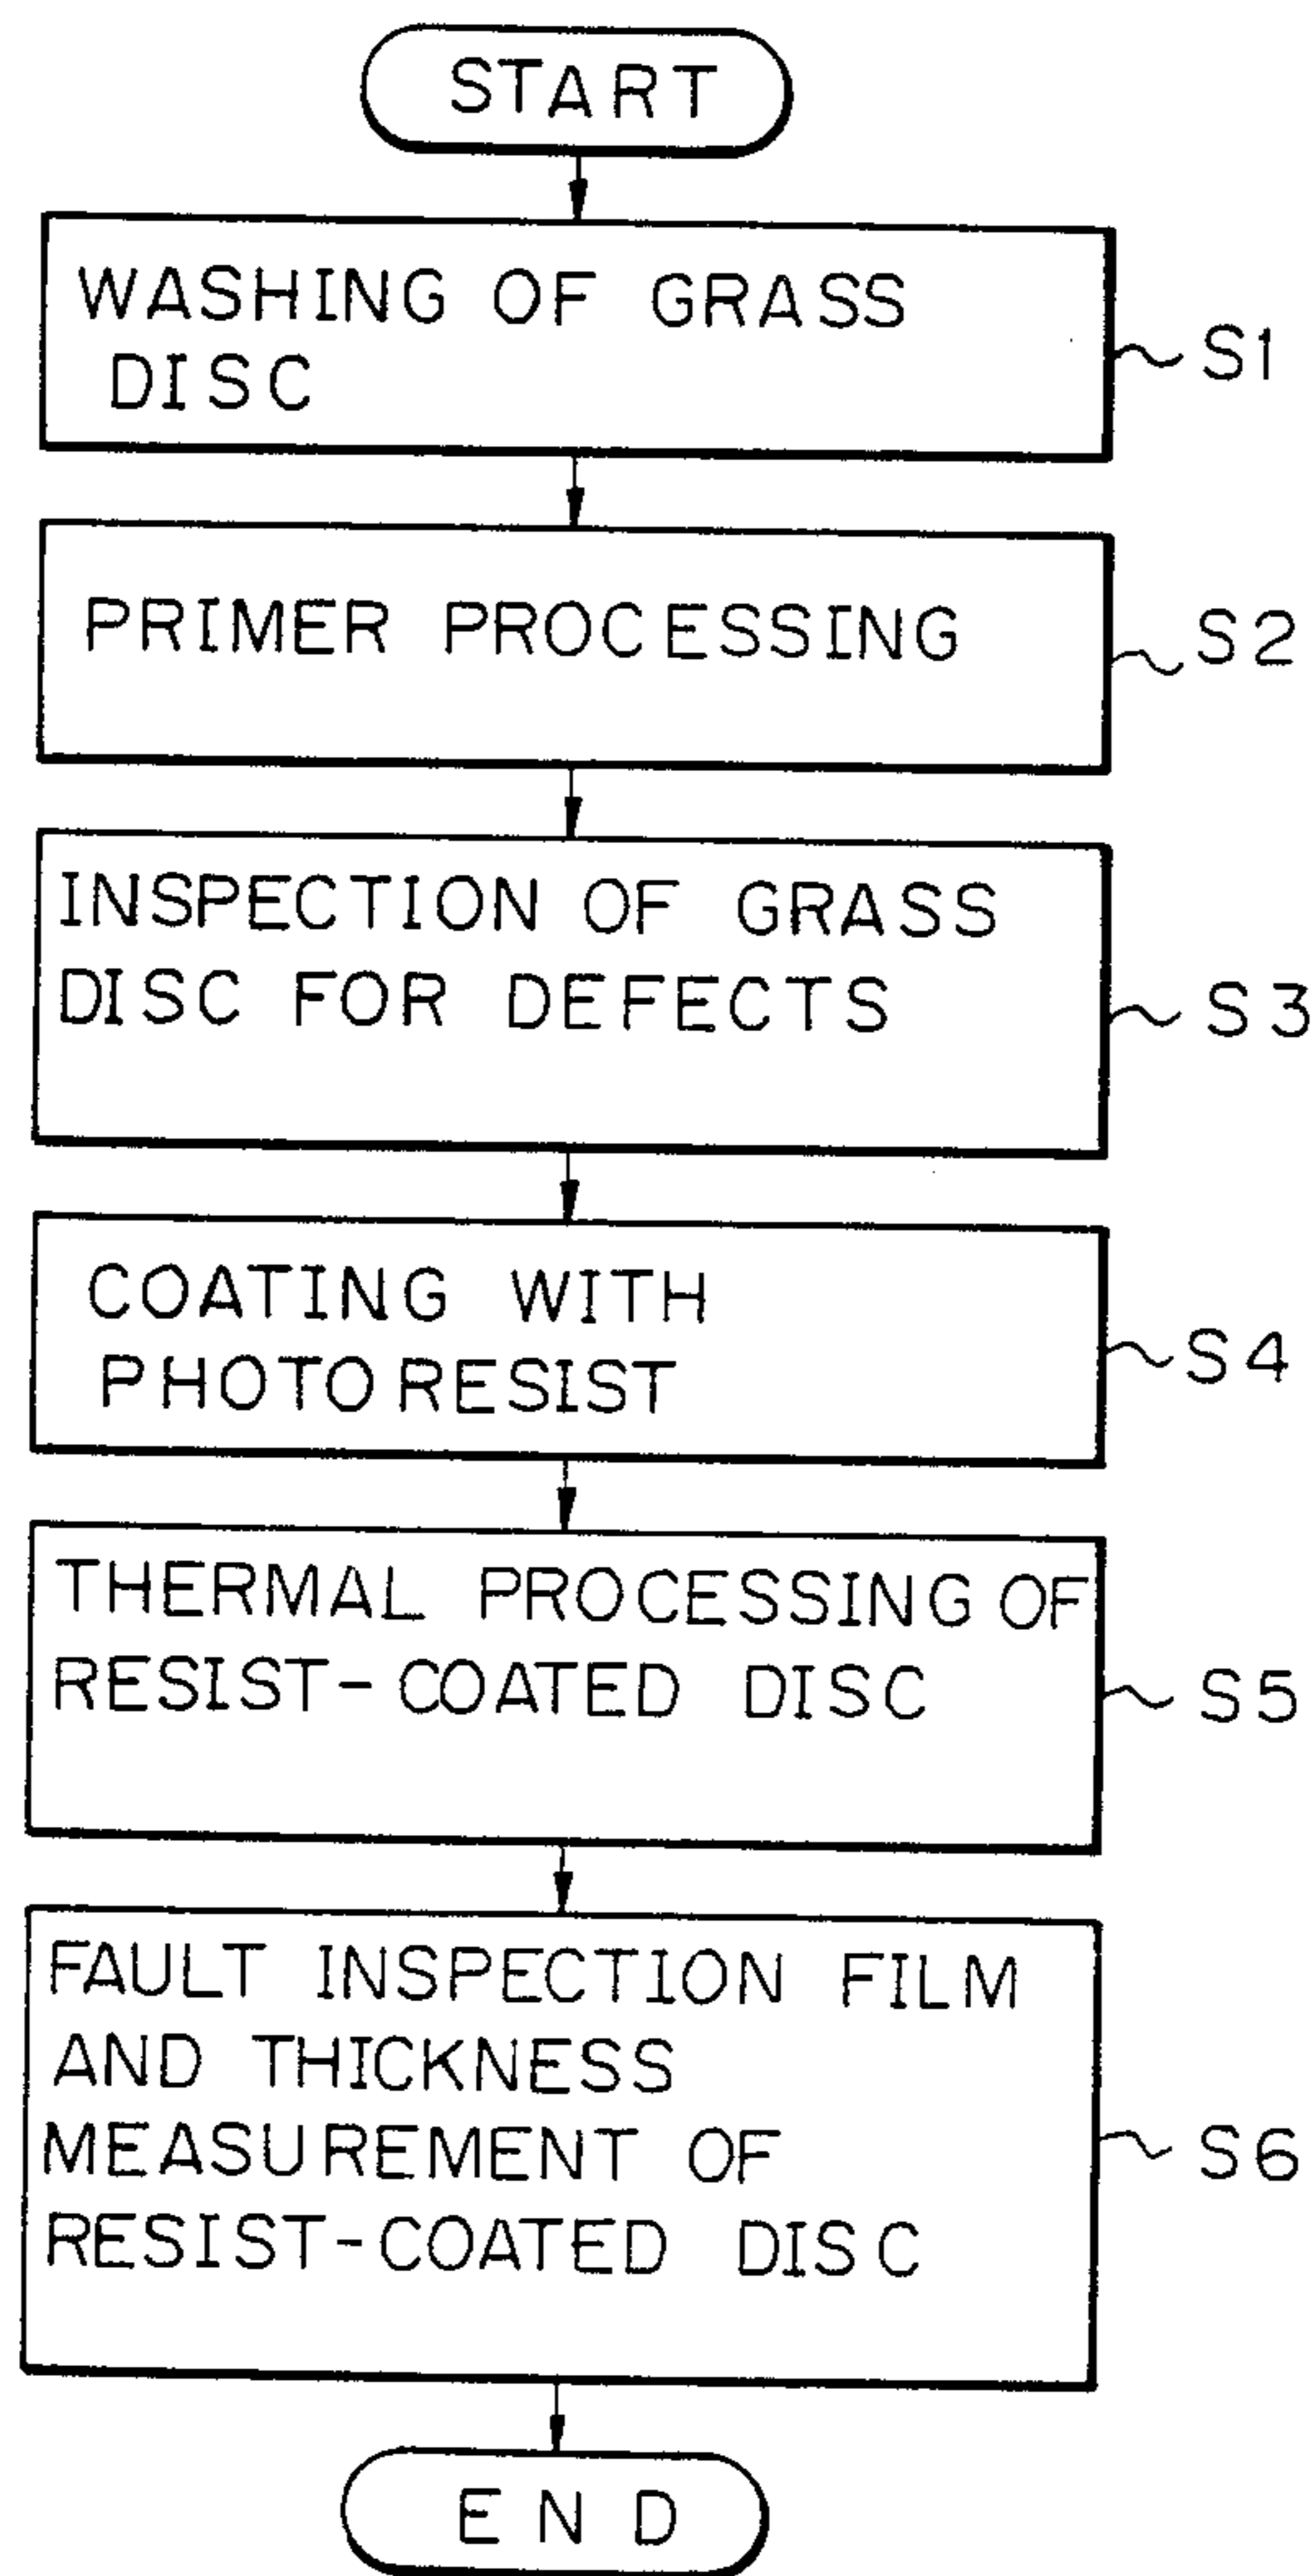 START
WASHING OF GRASS
DISC
S1
PRIMER PROCESSING
S2
INSPECTION OF GRASS
DISC FOR DEFECTS
S3
COATING WITH
PHOTORESIST
S4
THERMAL PROCESSING OF
RESIST-COATED DISC
S5
FAULT INSPECTION FILM
AND THICKNESS
MEASUREMENT OF
RESIST-COATED DISC
S6
END